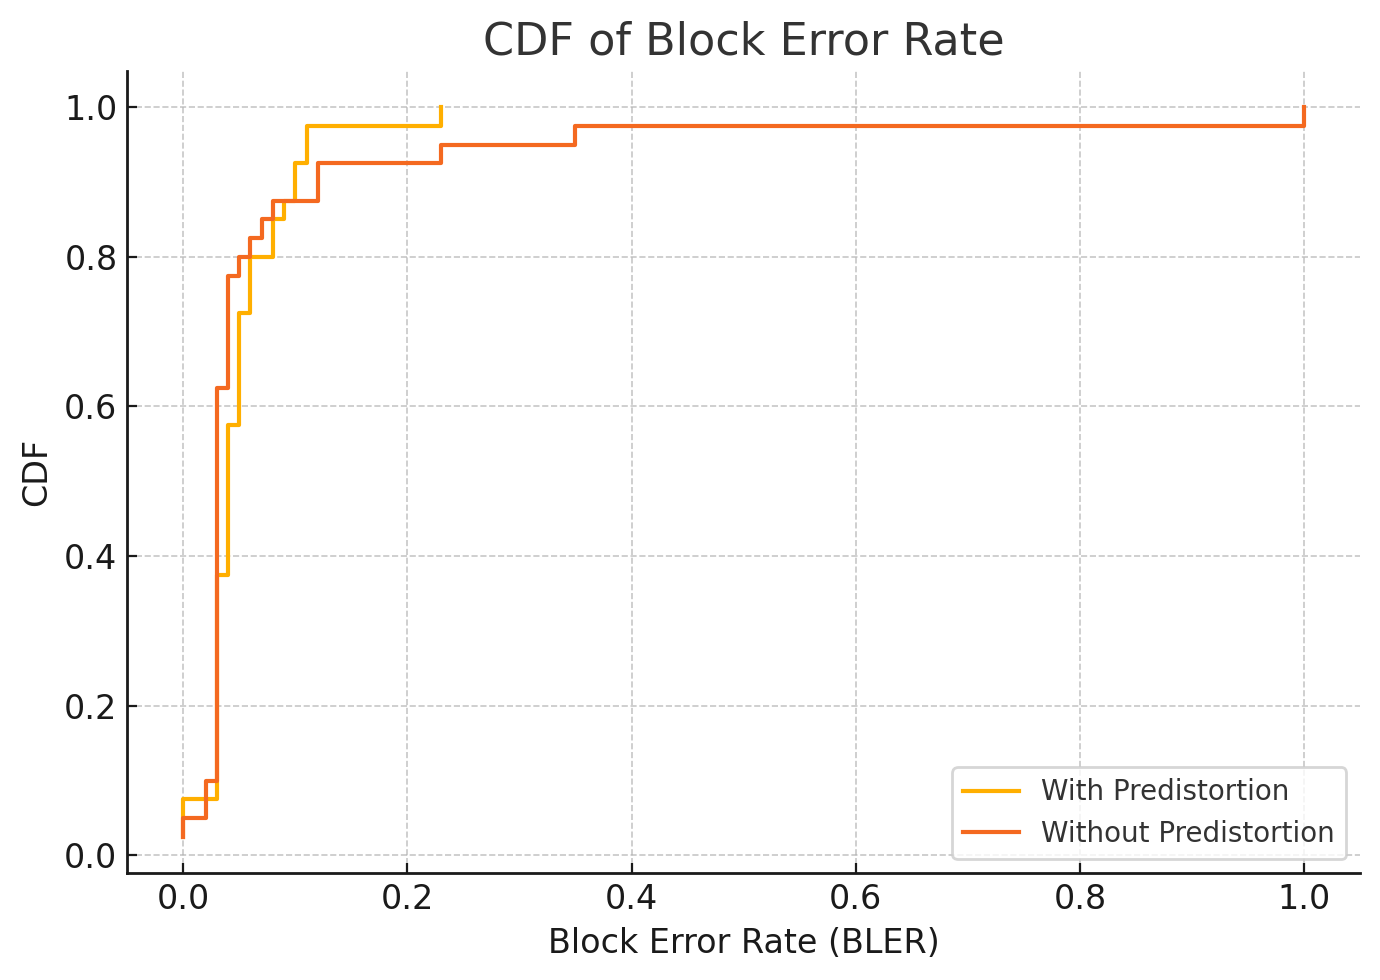 CDF of Block Error Rate
1.0
0.8
0.6
0.4
0.2
0.0
CDF
With Predistortion
Without Predistortion
0.0 0.2 0.4 0.6 0.8 1.0
Block Error Rate (BLER)